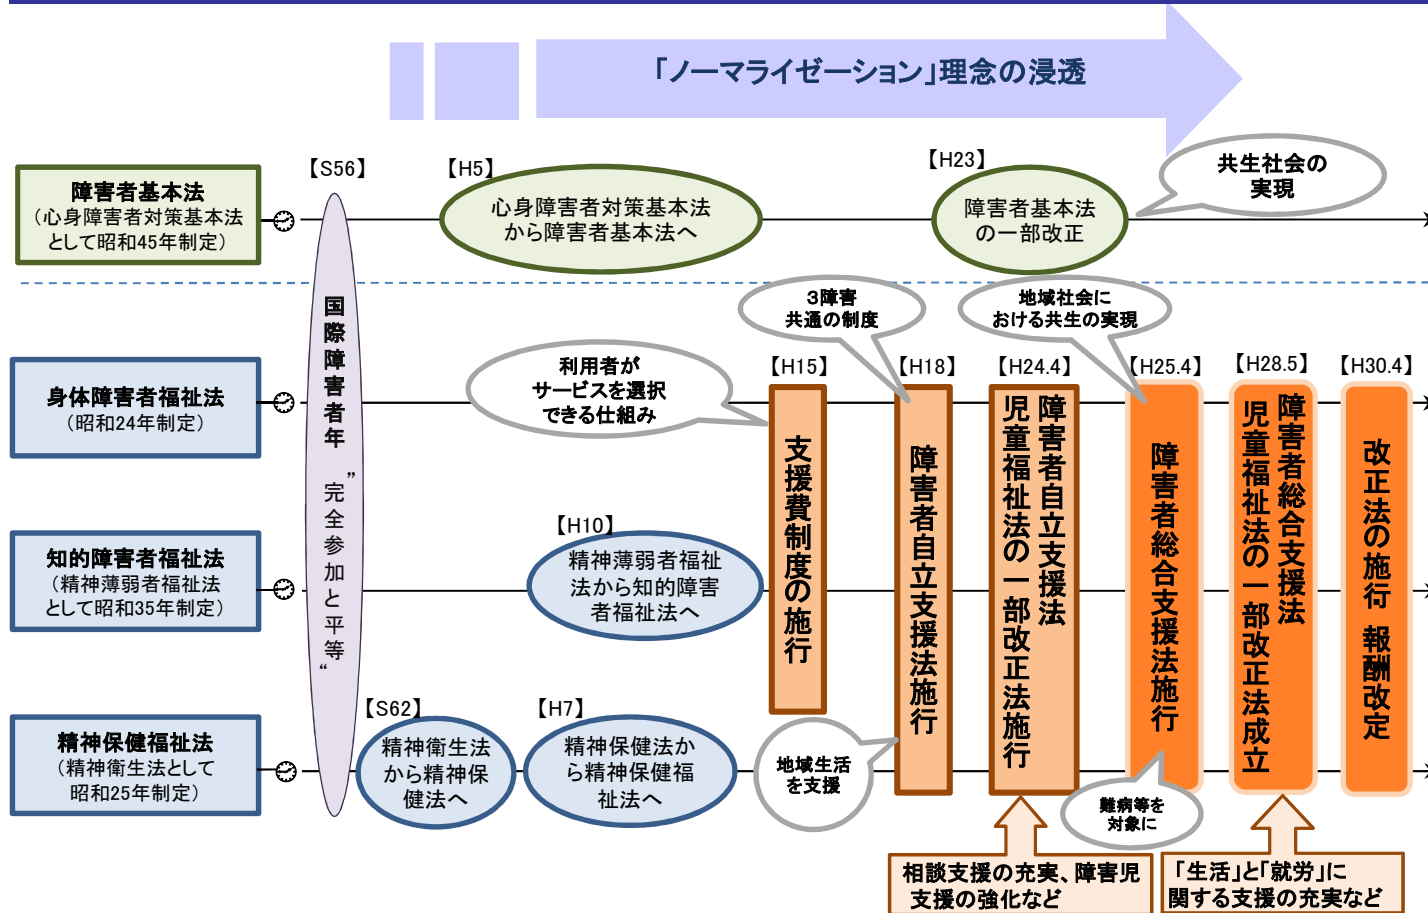 「ノーマライゼーション」理念の浸透
障害者基本法
(心身障害者対策基本法
として昭和45年制定)
【S56】
国際障害者年
”完全参加と平等“
【H5】
心身障害者対策基本法
から障害者基本法へ
【H23】
障害者基本法
の一部改正
共生社会の
実現
身体障害者福祉法
(昭和24年制定)
利用者が
サービスを選択
できる仕組み
3障害
共通の制度
地域社会に
おける共生の実現
【H15】
支援費制度の施行
【H18】
障害者自立支援法施行
【H24.4】
障害者自立支援法
児童福祉法の一部改正法施行
【H25.4】
障害者総合支援法施行
【H28.5】
障害者総合支援法
児童福祉法の一部改正法成立
【H30.4】
改正法の施行 報酬改定
知的障害者福祉法
(精神薄弱者福祉法
として昭和35年制定)
【H10】
精神薄弱者福祉
法から知的障害
者福祉法へ
精神保健福祉法
(精神衛生法として
昭和25年制定)
【S62】
精神衛生法
から精神保
健法へ
【H7】
精神保健法か
ら精神保健福
祉法へ
地域生活
を支援
難病等を
対象に
相談支援の充実、障害児
支援の強化など
「生活」と「就労」に
関する支援の充実など